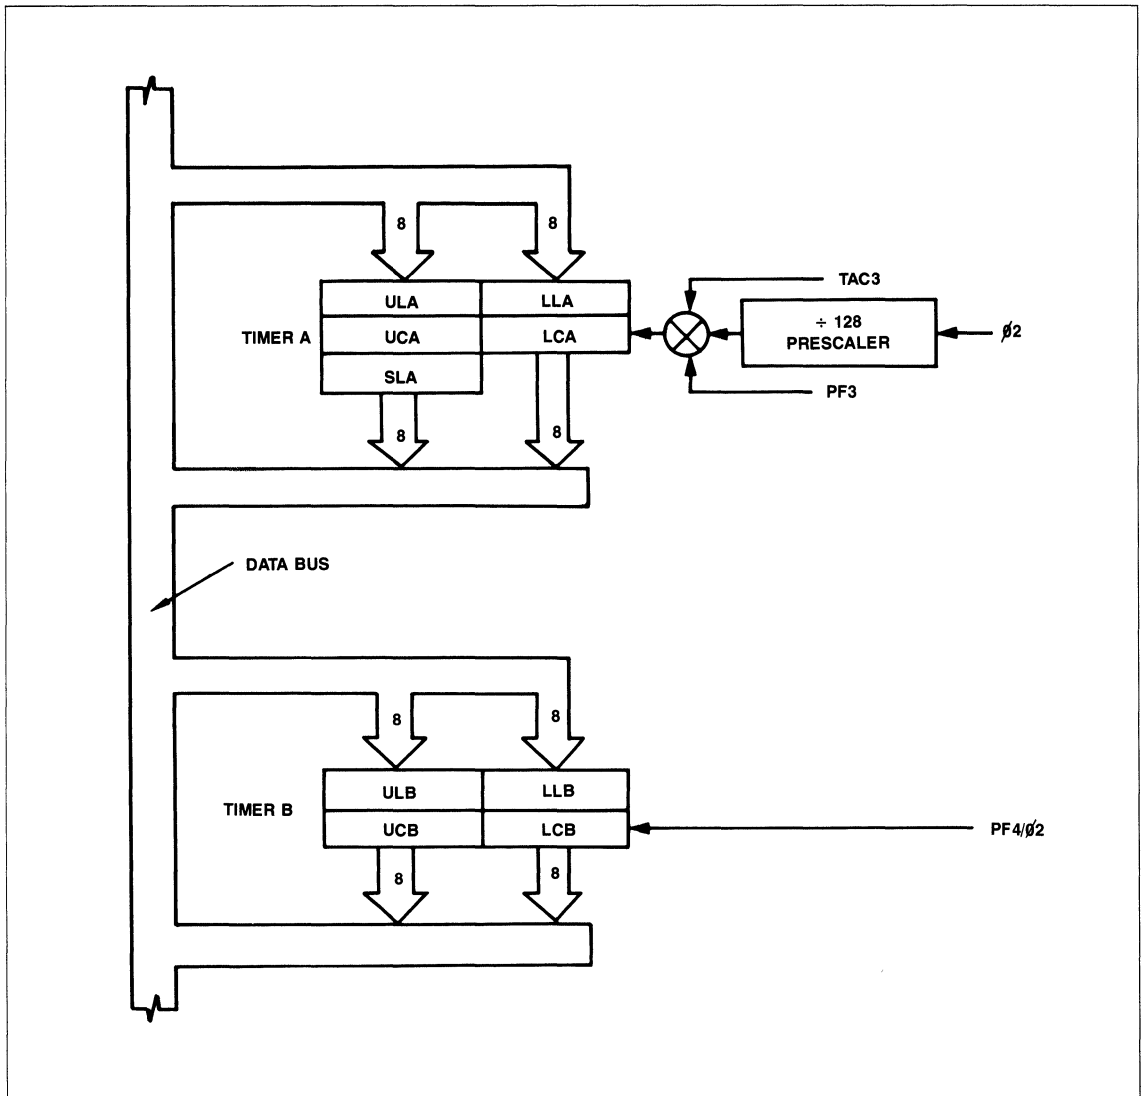 8
8
ULA
LLA
TAC3
TIMER A
UCA
LCA
÷ 128
PRESCALER
ø2
SLA
PF3
8
8
DATA BUS
8
8
ULB
LLB
TIMER B
UCB
LCB
PF4/ø2
8
8